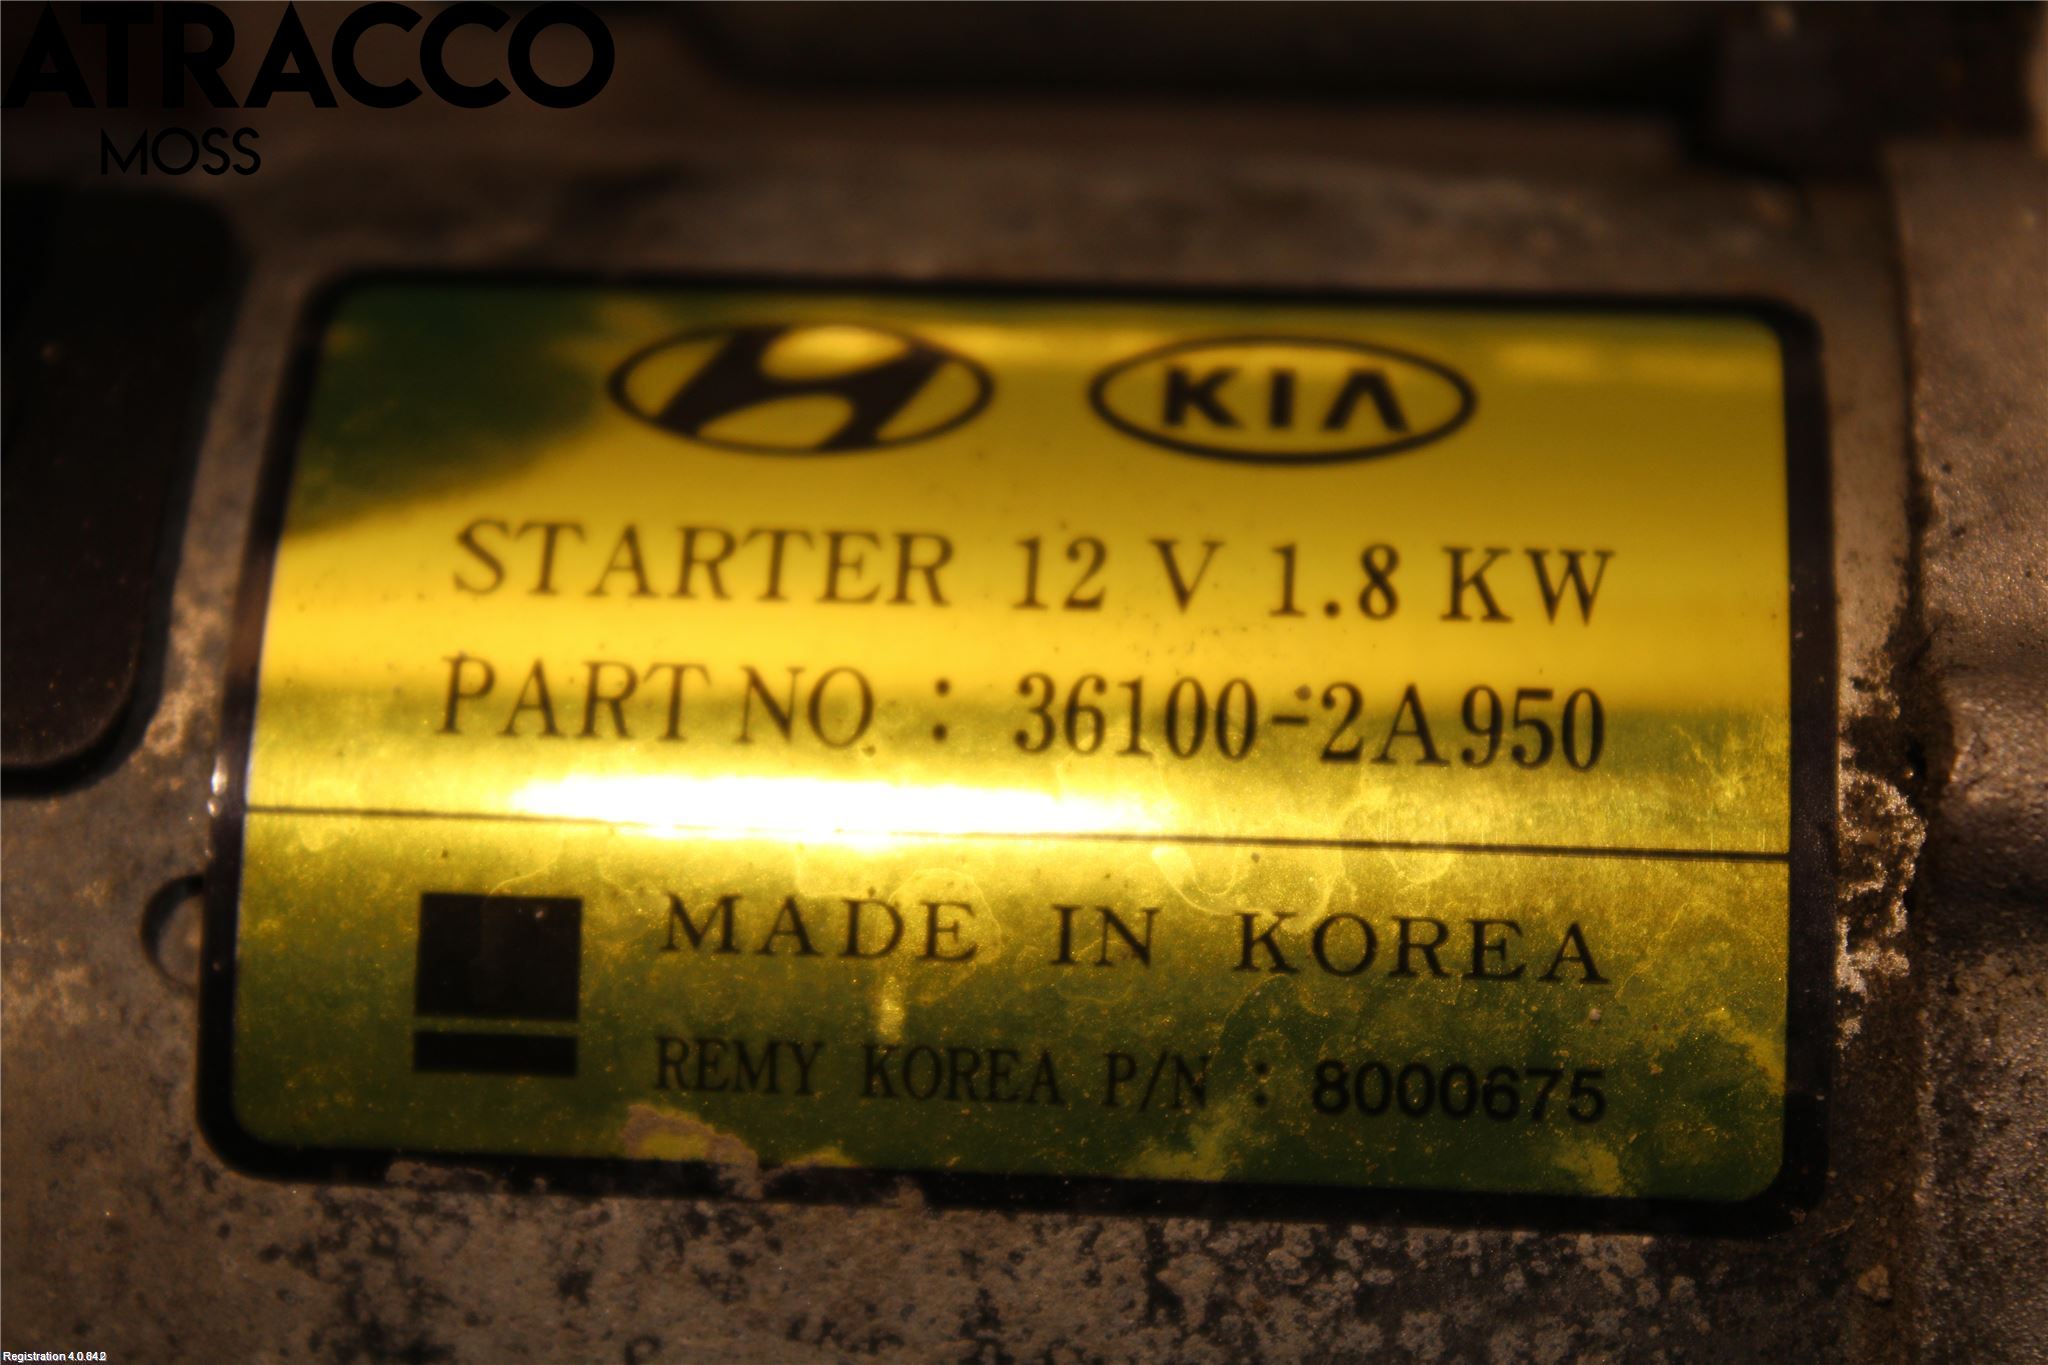 ATRACCO
MOSS
KIA
STARTER 12 V 1.8 KW
PART NO : 36100-2A950
MADE IN KOREA
REMY KOREA P/N : 8000675
Registration 4.0.84.2